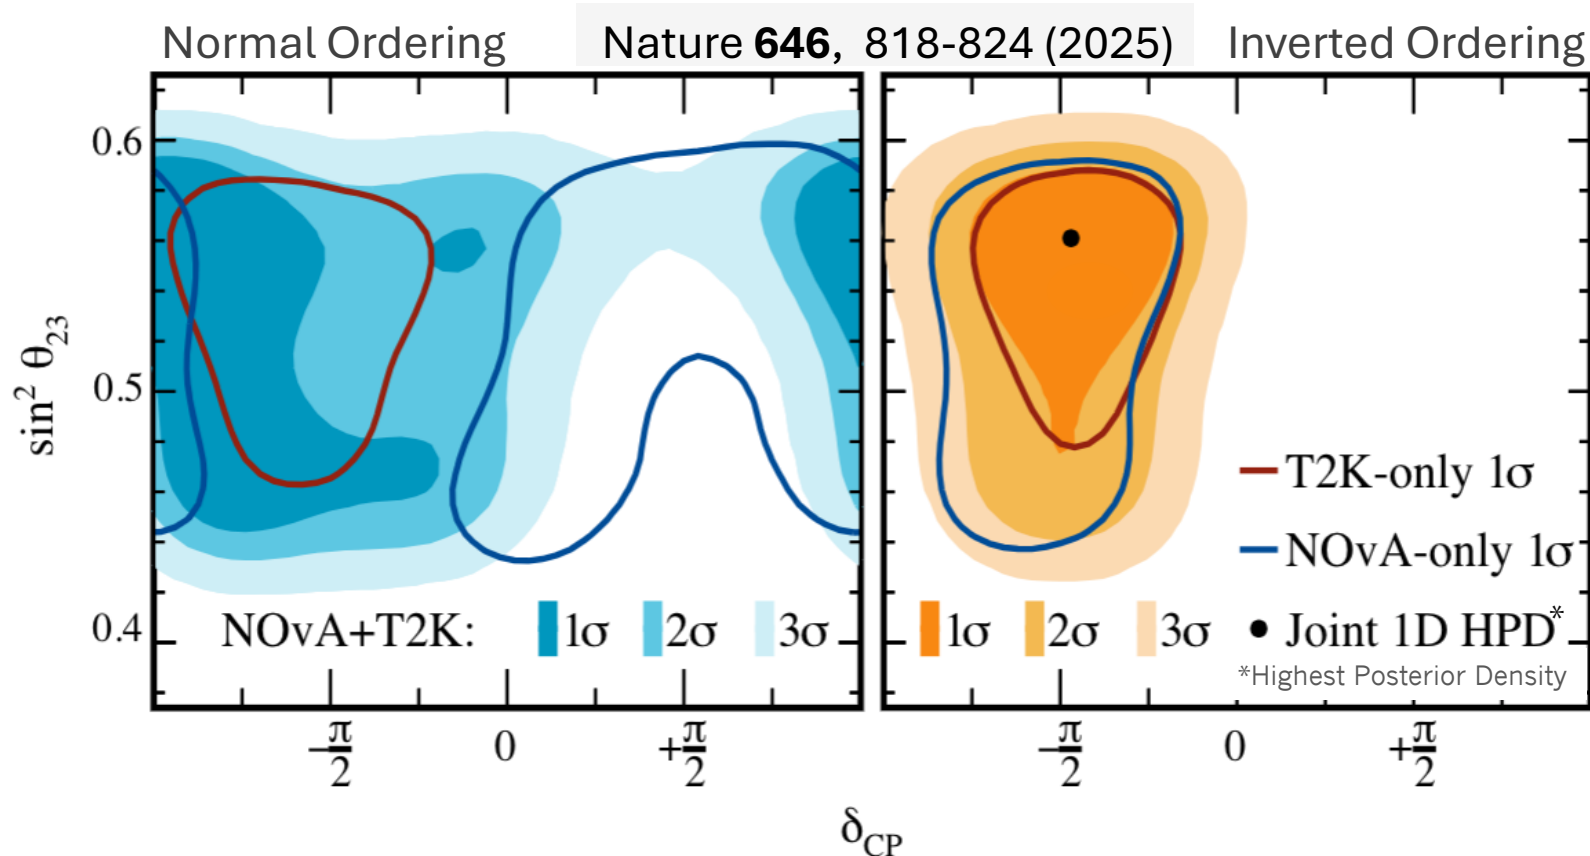 Normal Ordering Nature 646, 818-824 (2025) Inverted Ordering
0.6
0.5
0.4
sin² θ₂₃
NOvA+T2K: 1σ 2σ 3σ
1σ 2σ 3σ
T2K-only 1σ
NOvA-only 1σ
Joint 1D HPD*
*Highest Posterior Density
−π/2 0 +π/2
−π/2 0 +π/2
δCP